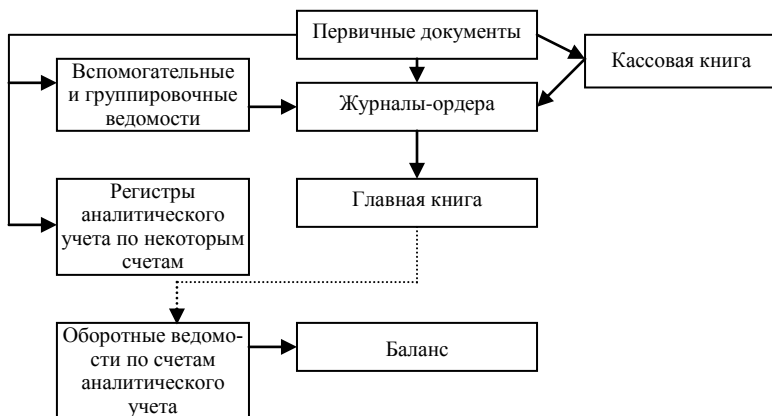 Первичные документы
Кассовая книга
Вспомогательные
и группировочные
ведомости
Журналы-ордера
Регистры
аналитического
учета по некоторым
счетам
Главная книга
Оборотные ведомо-
сти по счетам
аналитического
учета
Баланс